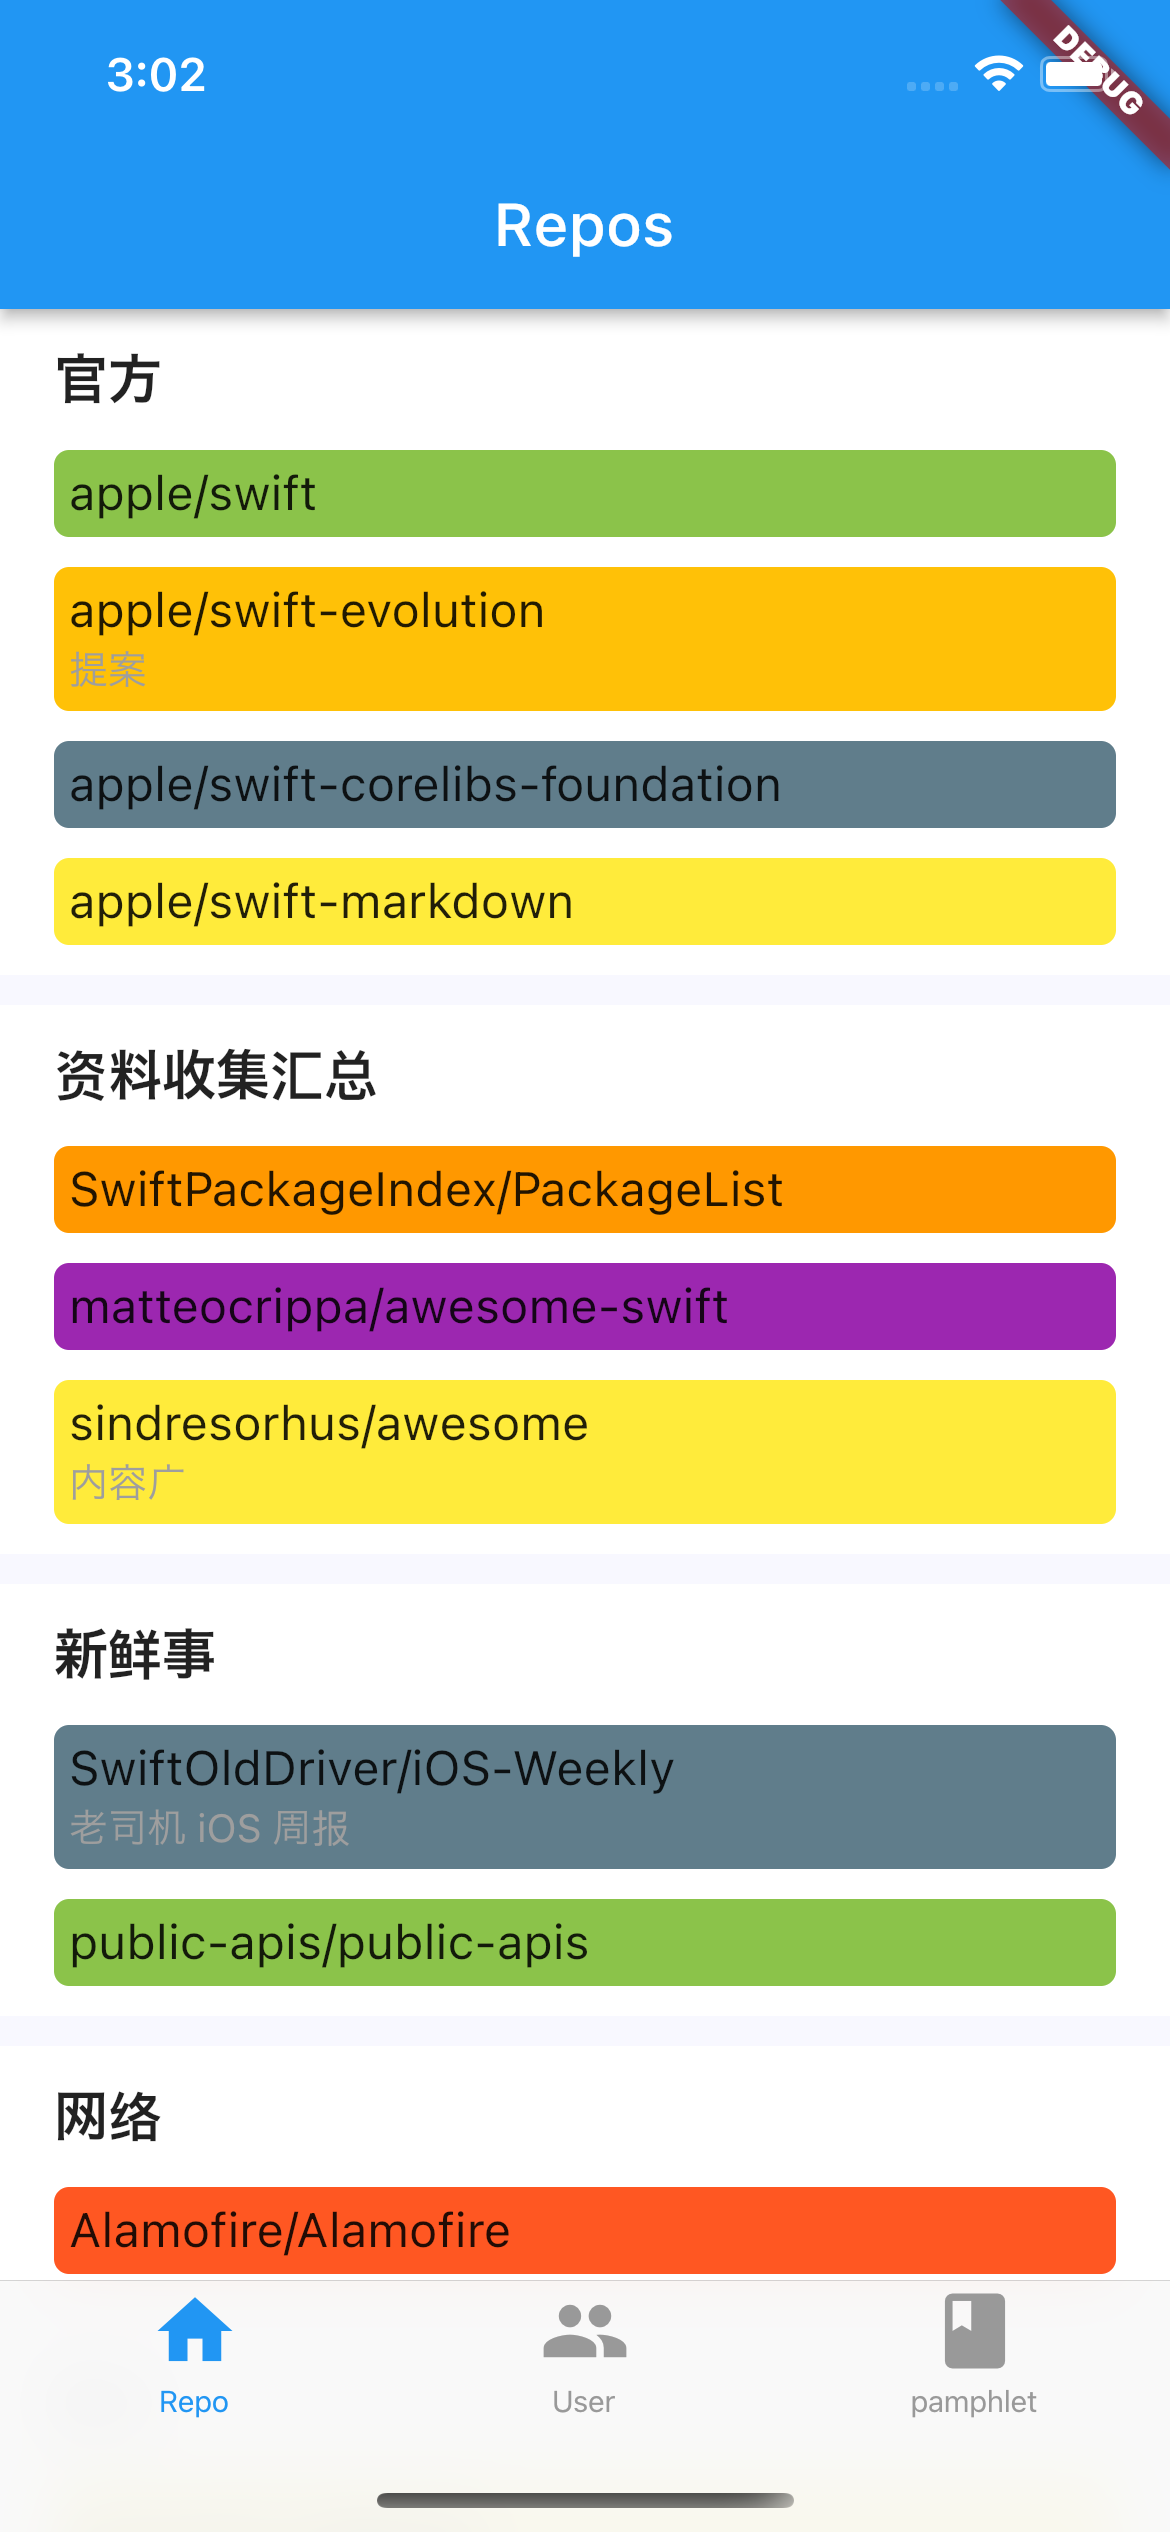 3:02
DEBUG
Repos
官方
apple/swift
apple/swift-evolution
提案
apple/swift-corelibs-foundation
apple/swift-markdown
资料收集汇总
SwiftPackageIndex/PackageList
matteocrippa/awesome-swift
sindresorhus/awesome
内容广
新鲜事
SwiftOldDriver/iOS-Weekly
老司机 iOS 周报
public-apis/public-apis
网络
Alamofire/Alamofire
Repo
User
pamphlet